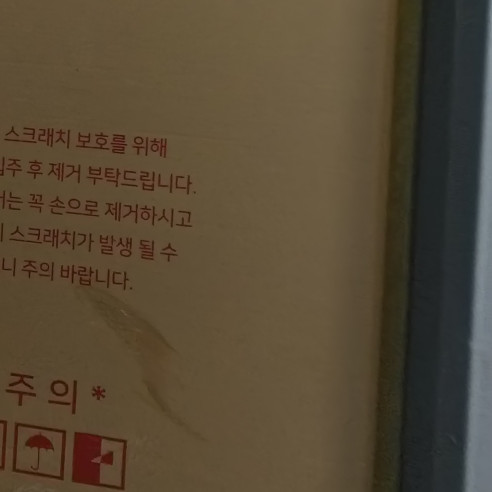 스크래치 보호를 위해
입주 후 제거 부탁드립니다.
는 꼭 손으로 제거하시고
스크래치가 발생 될 수
니 주의 바랍니다.
주 의 *